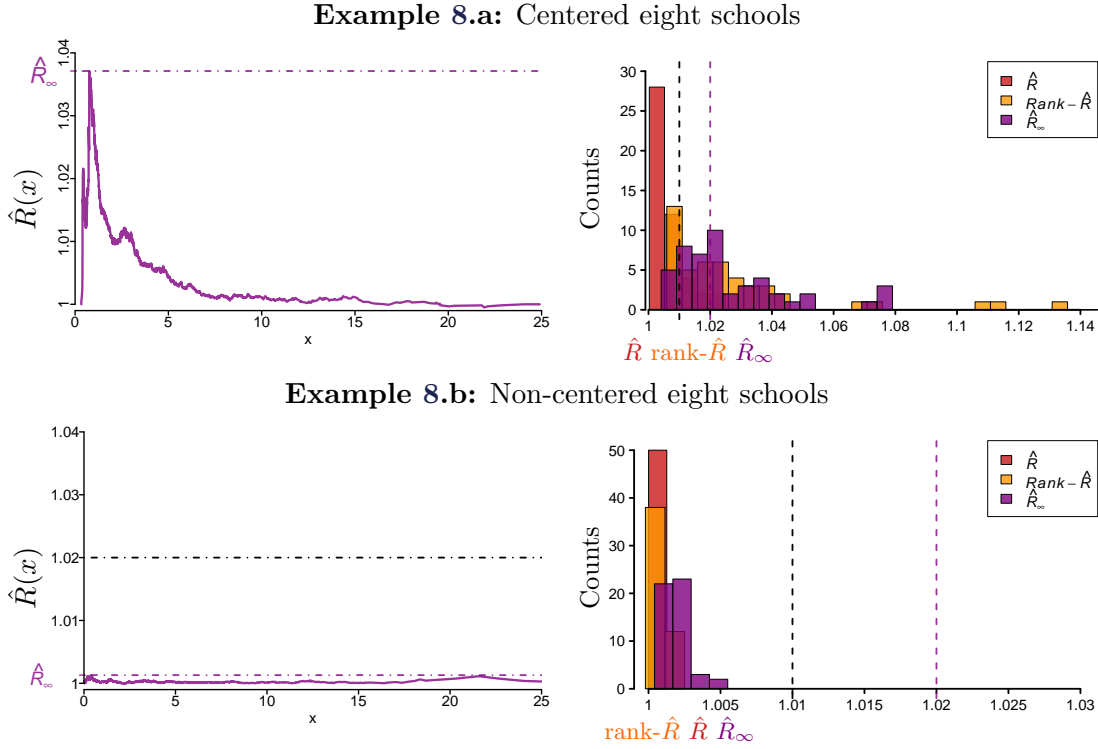 Example 8.a: Centered eight schools
R̂(x)
R̂∞
1 1.01 1.02 1.03 1.04
0 5 10 15 20 25
x
Counts
0 5 10 15 20 25 30
R̂
Rank – R̂
R̂∞
1 1.02 1.04 1.06 1.08 1.1 1.12 1.14
R̂ rank-R̂ R̂∞
Example 8.b: Non-centered eight schools
R̂(x)
R̂∞
1 1.01 1.02 1.03 1.04
0 5 10 15 20 25
x
Counts
0 10 20 30 40 50
R̂
Rank – R̂
R̂∞
1 1.005 1.01 1.015 1.02 1.025 1.03
rank-R̂ R̂ R̂∞